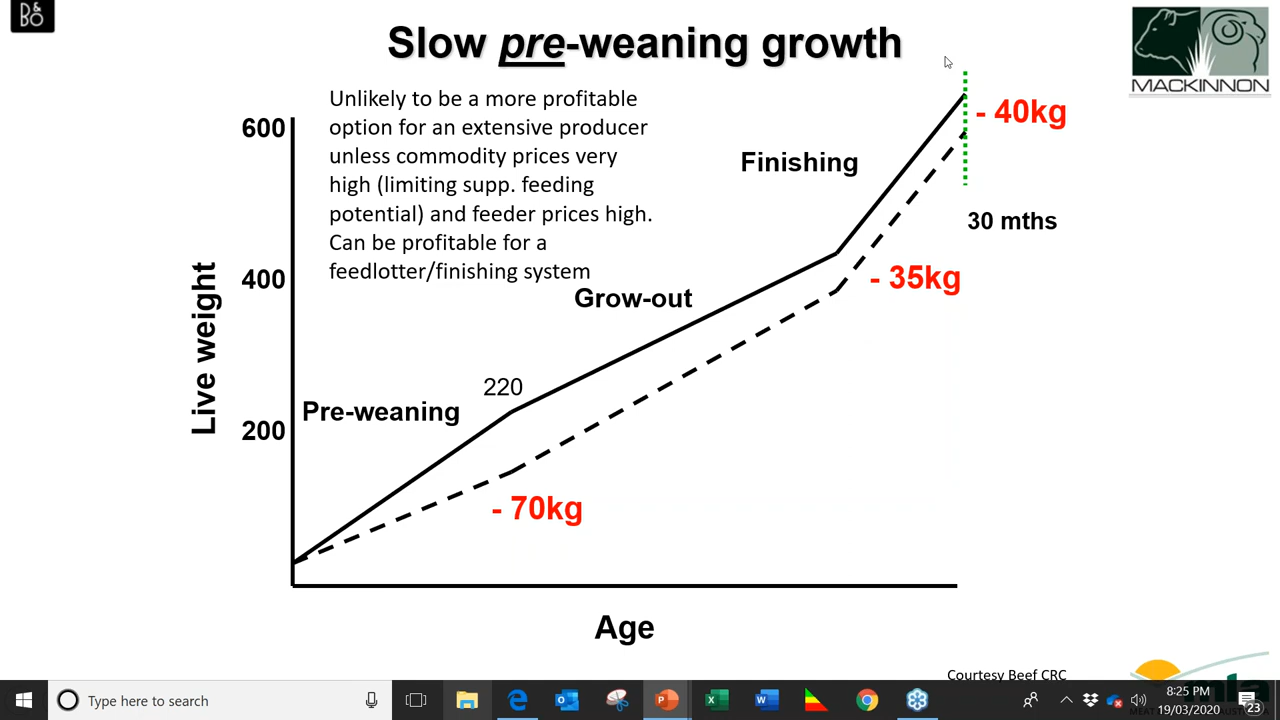 B&O
Slow pre-weaning growth
MACKINNON
Unlikely to be a more profitable
option for an extensive producer
unless commodity prices very
high (limiting supp. feeding
potential) and feeder prices high.
Can be profitable for a
feedlotter/finishing system
600
400
200
Live weight
Finishing
- 40kg
30 mths
- 35kg
Grow-out
220
Pre-weaning
- 70kg
Age
Courtesy Beef CRC
Type here to search
8:25 PM
19/03/2020
23